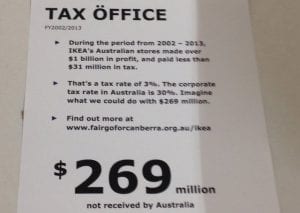 TAX ÖFFICE
FY2002/2013
► During the period from 2002 – 2013,
IKEA's Australian stores made over
$1 billion in profit, and paid less than
$31 million in tax.
► That's a tax rate of 3%. The corporate
tax rate in Australia is 30%. Imagine
what we could do with $269 million.
► Find out more at
www.fairgoforcanberra.org.au/ikea
$269 million
not received by Australia